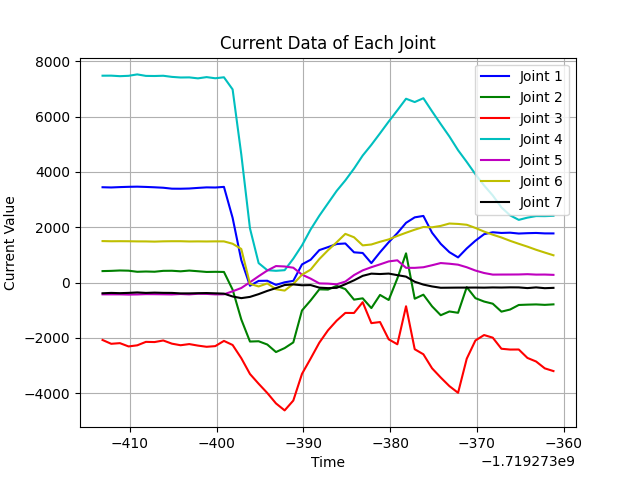 Current Data of Each Joint
8000
6000
4000
2000
0
−2000
−4000
Current Value
Joint 1
Joint 2
Joint 3
Joint 4
Joint 5
Joint 6
Joint 7
−410
−400
−390
−380
−370
−360
Time
−1.719273e9